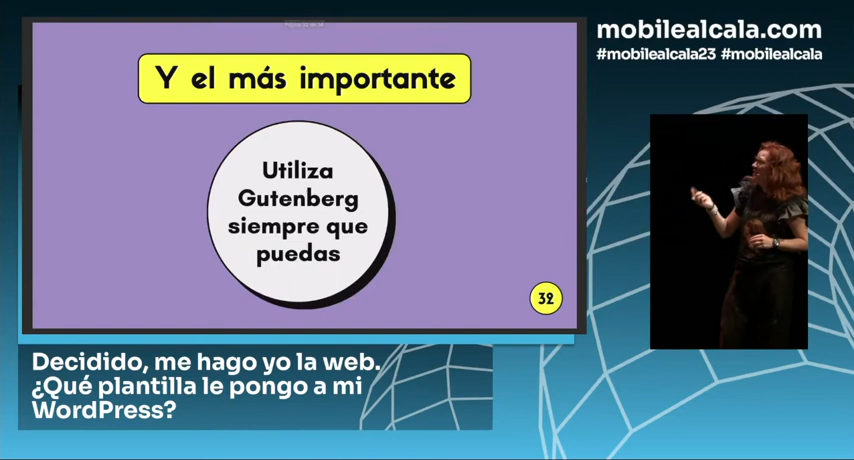 mobilealcala.com
#mobilealcala23 #mobilealcala
Y el más importante
Utiliza
Gutenberg
siempre que
puedas
32
Decidido, me hago yo la web.
¿Qué plantilla le pongo a mi
WordPress?